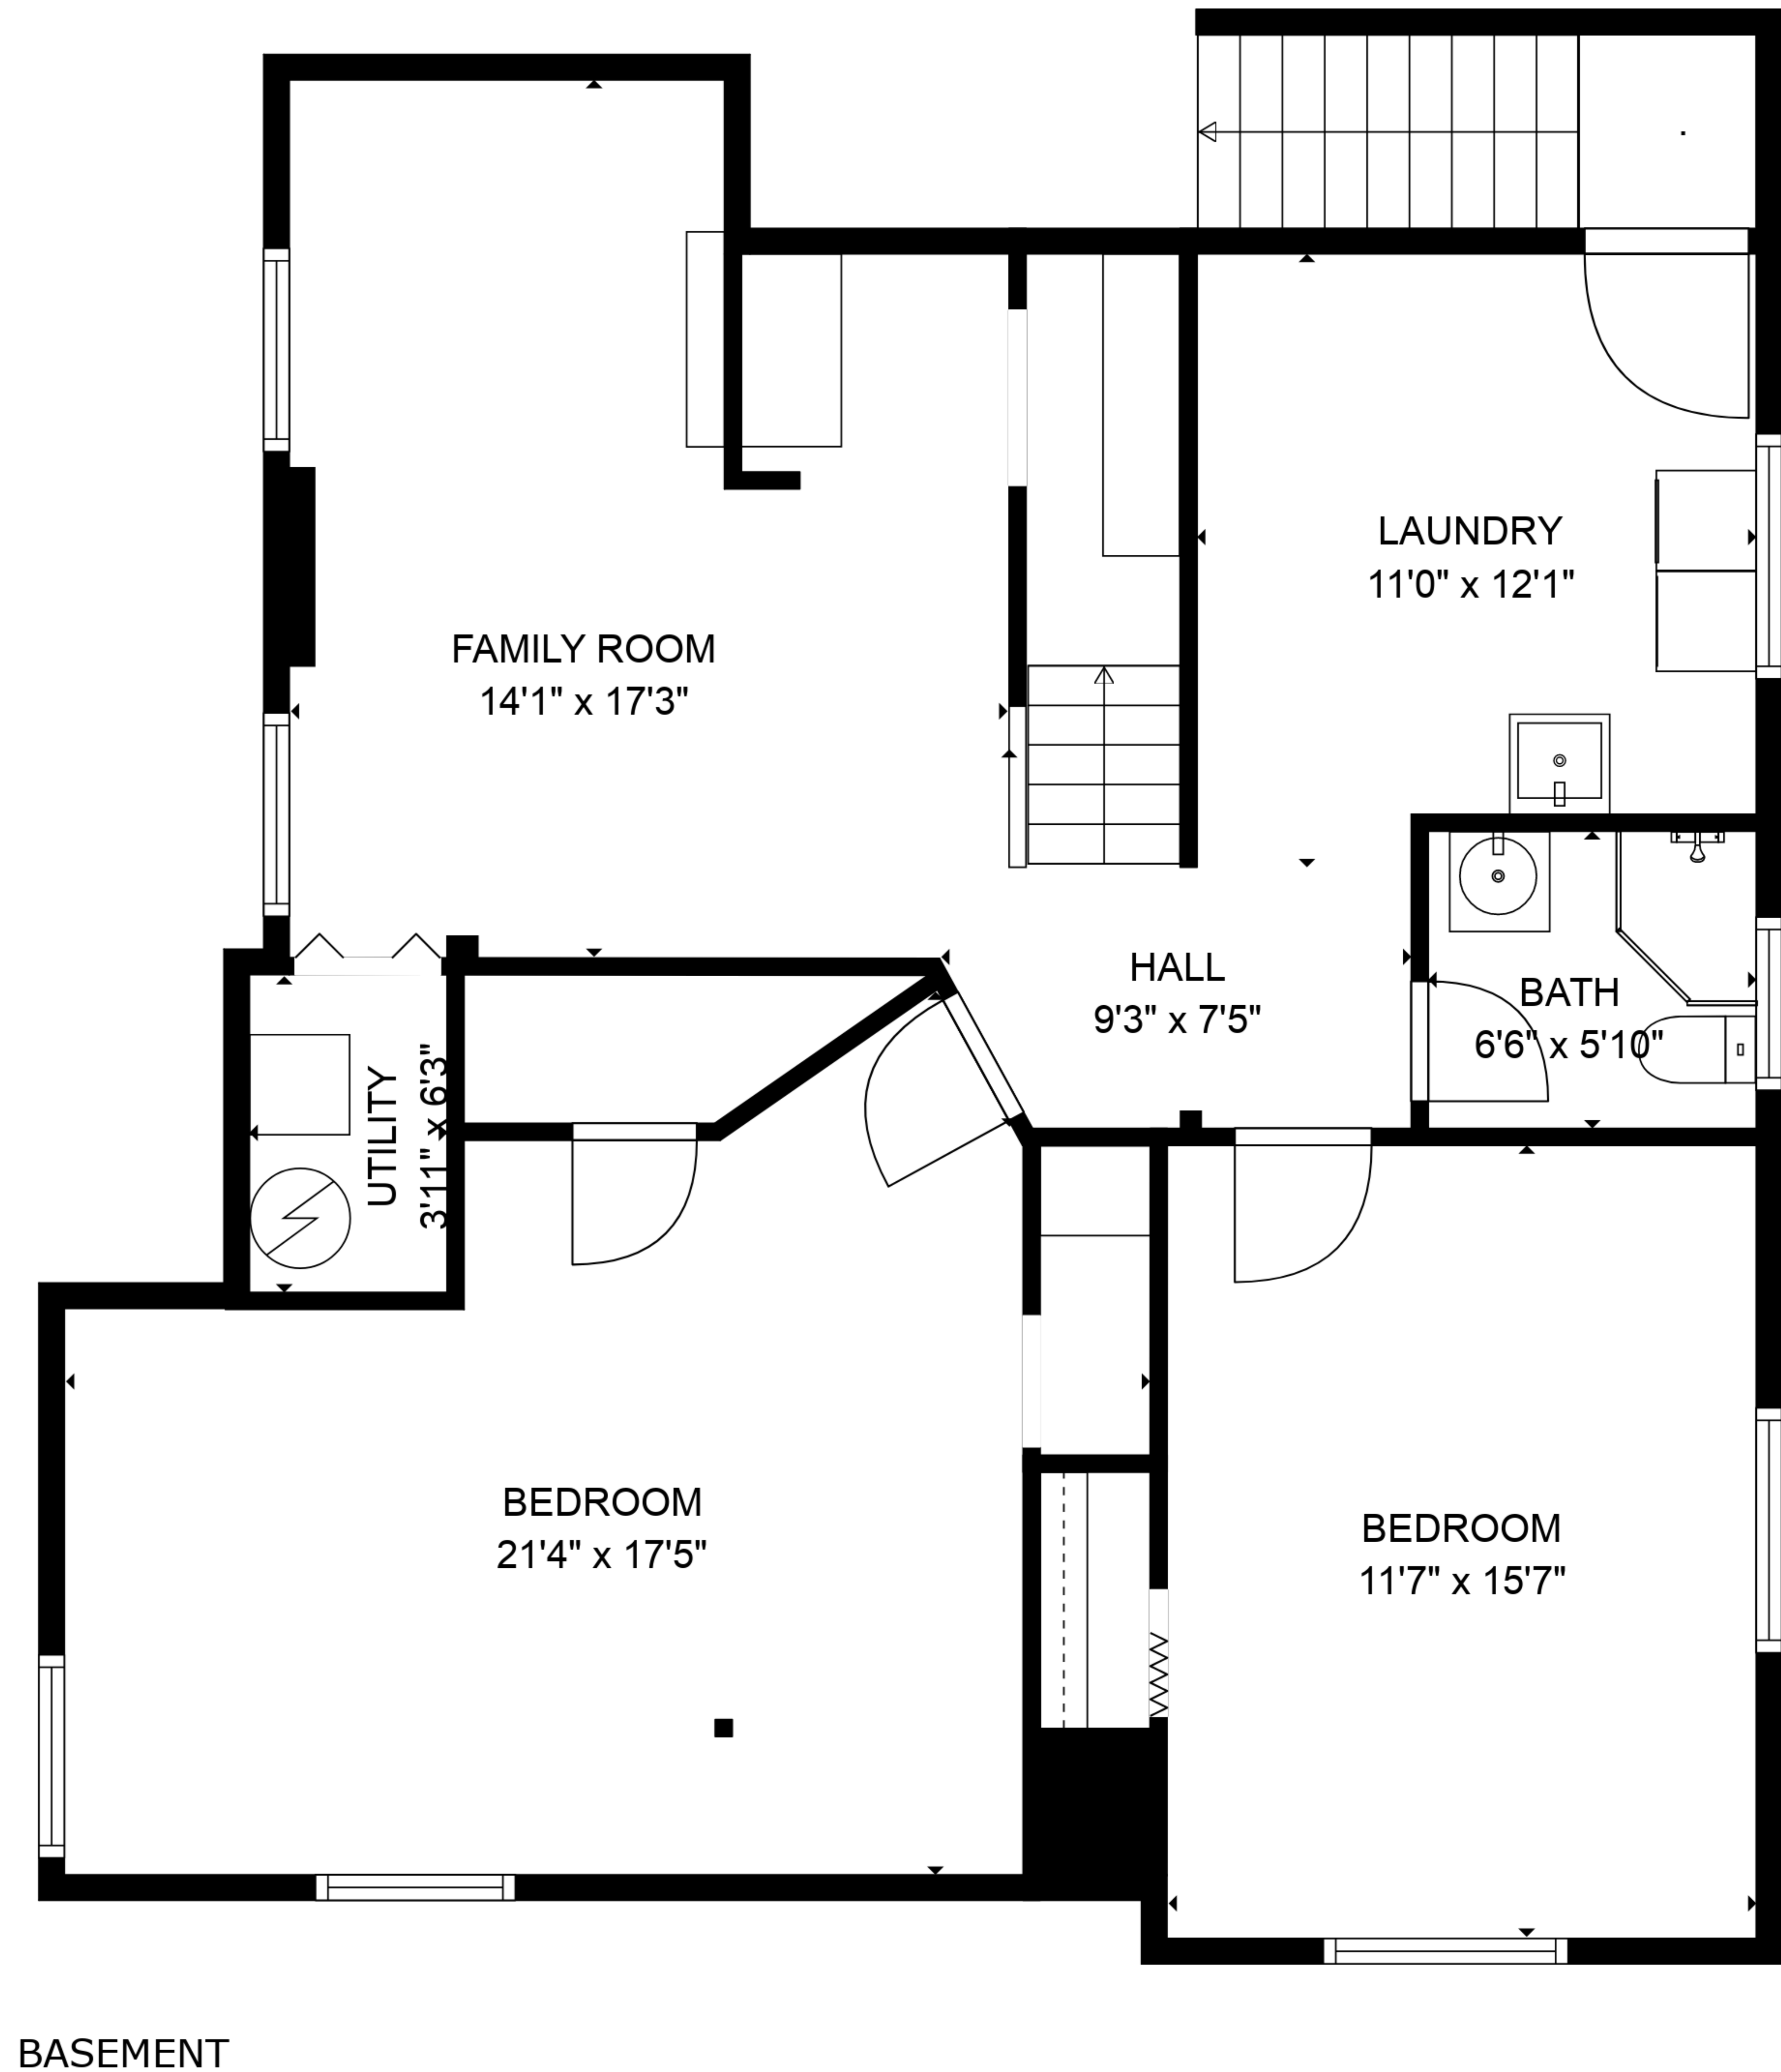 LAUNDRY
11'0" x 12'1"
FAMILY ROOM
14'1" x 17'3"
HALL
9'3" x 7'5"
BATH
6'6" x 5'10"
UTILITY
3'11" x 6'3"
BEDROOM
21'4" x 17'5"
BEDROOM
11'7" x 15'7"
BASEMENT